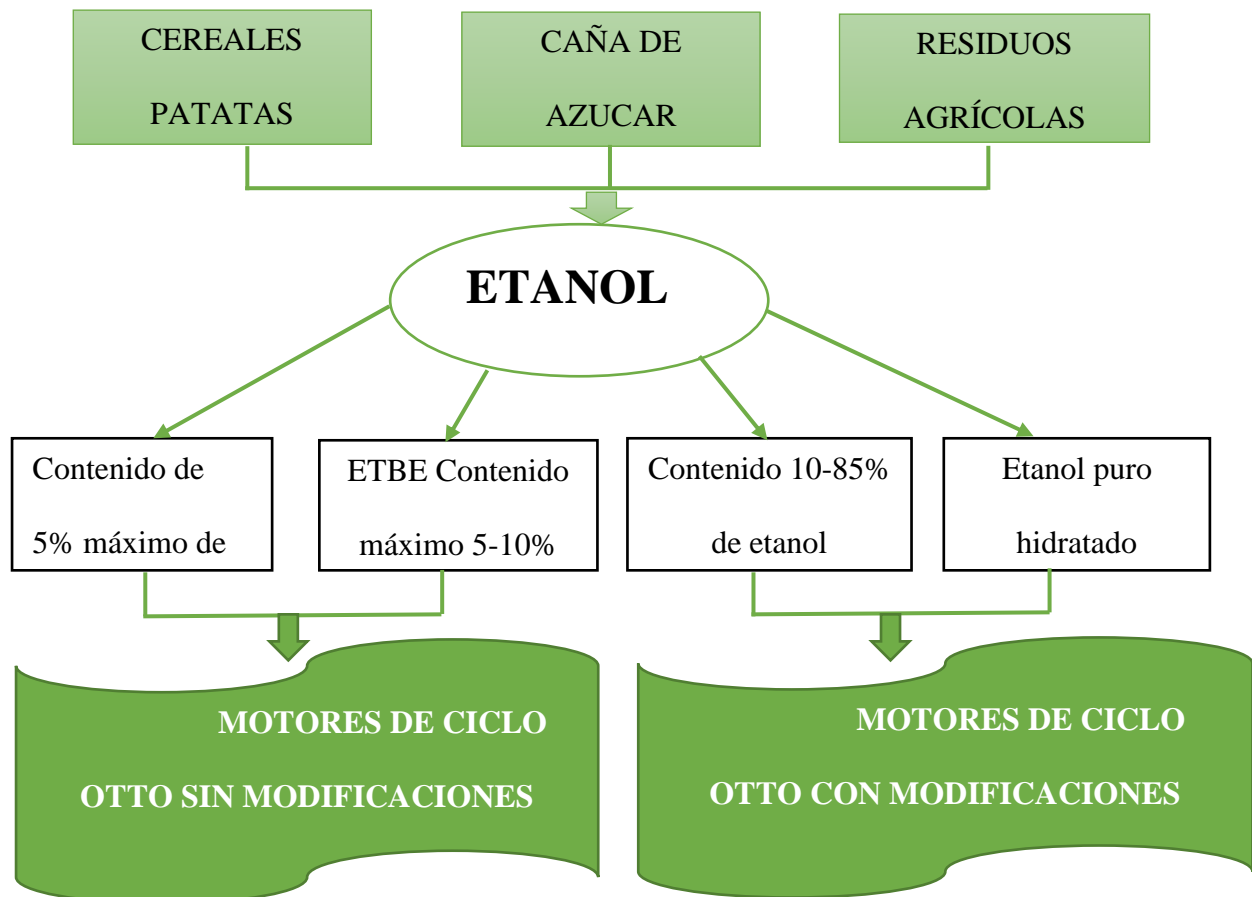 CEREALES
PATATAS
CAÑA DE
AZUCAR
RESIDUOS
AGRÍCOLAS
ETANOL
Contenido de
5% máximo de
ETBE Contenido
máximo 5-10%
Contenido 10-85%
de etanol
Etanol puro
hidratado
MOTORES DE CICLO
OTTO SIN MODIFICACIONES
MOTORES DE CICLO
OTTO CON MODIFICACIONES